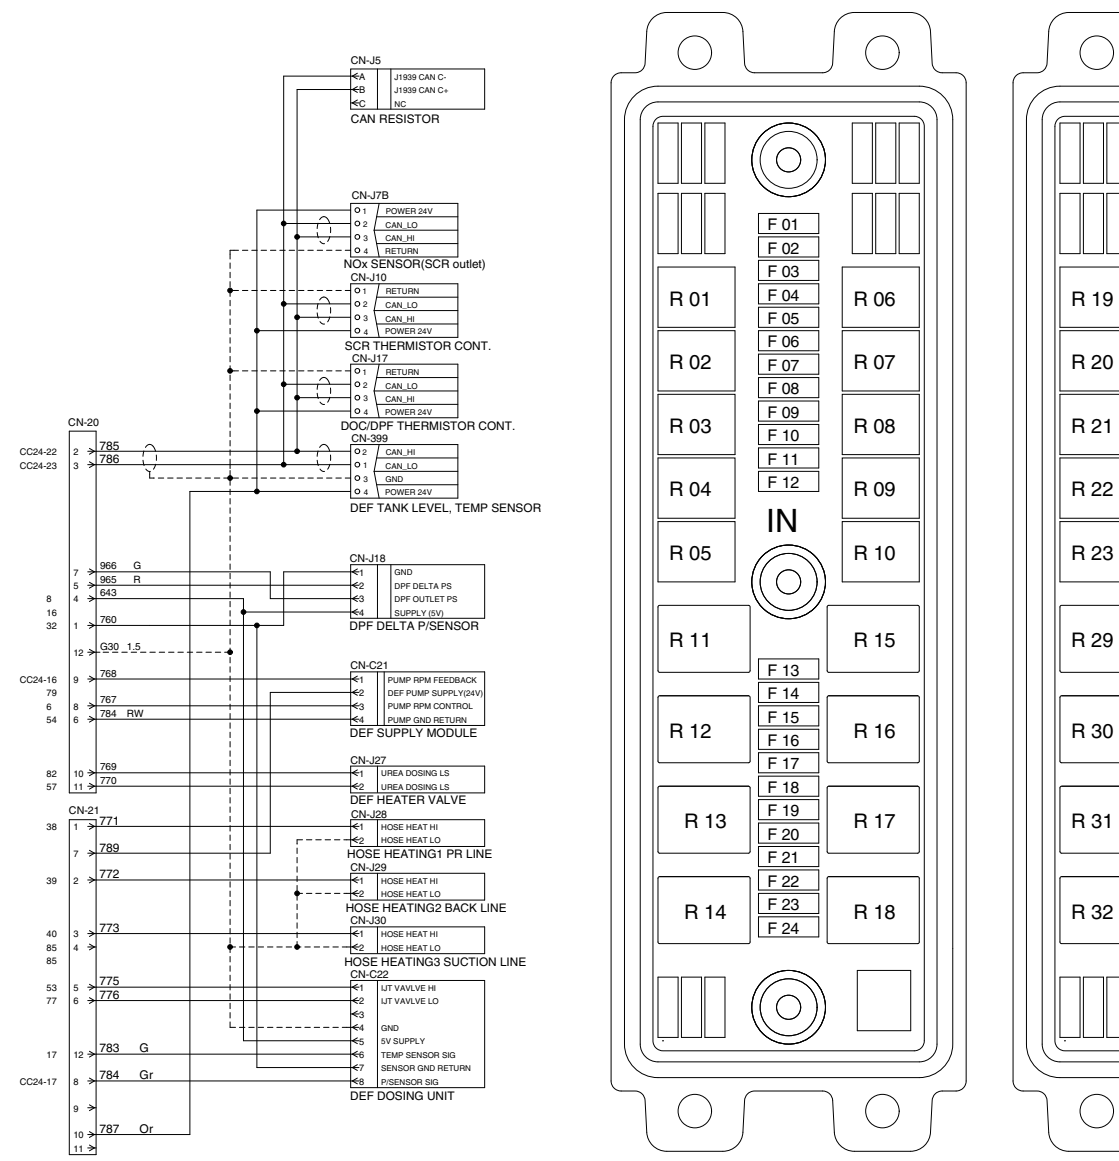 CN-J5
A J1939 CAN C-
B J1939 CAN C+
C NC
CAN RESISTOR
CN-J7B
1 POWER 24V
2 CAN_LO
3 CAN_HI
4 RETURN
NOx SENSOR(SCR outlet)
CN-J10
1 RETURN
2 CAN_LO
3 CAN_HI
4 POWER 24V
SCR THERMISTOR CONT.
CN-J17
1 RETURN
2 CAN_LO
3 CAN_HI
4 POWER 24V
DOC/DPF THERMISTOR CONT.
CN-399
2 CAN_HI
1 CAN_LO
3 GND
4 POWER 24V
DEF TANK LEVEL, TEMP SENSOR
CN-20
CC24-22 2 785
CC24-23 3 786
7 966 G
5 965 R
8 4 643
16
32 1 760
12 G30 1.5
CC24-16 9 768
79
6 8 767
54 6 784 RW
82 10 769
57 11 770
CN-J18
1 GND
2 DPF DELTA PS
3 DPF OUTLET PS
4 SUPPLY (5V)
DPF DELTA P/SENSOR
CN-C21
1 PUMP RPM FEEDBACK
2 DEF PUMP SUPPLY(24V)
3 PUMP RPM CONTROL
4 PUMP GND RETURN
DEF SUPPLY MODULE
CN-J27
1 UREA DOSING LS
2 UREA DOSING LS
DEF HEATER VALVE
CN-21
38 1 771
7 789
39 2 772
40 3 773
85 4
85
53 5 775
77 6 776
17 12 783 G
CC24-17 8 784 Gr
9
10 787 Or
11
CN-J28
1 HOSE HEAT HI
2 HOSE HEAT LO
HOSE HEATING1 PR LINE
CN-J29
1 HOSE HEAT HI
2 HOSE HEAT LO
HOSE HEATING2 BACK LINE
CN-J30
1 HOSE HEAT HI
2 HOSE HEAT LO
HOSE HEATING3 SUCTION LINE
CN-C22
1 IJT VAVLVE HI
2 IJT VAVLVE LO
3
4 GND
5 5V SUPPLY
6 TEMP SENSOR SIG
7 SENSOR GND RETURN
8 P/SENSOR SIG
DEF DOSING UNIT
R 01
R 02
R 03
R 04
R 05
R 11
R 12
R 13
R 14
F 01
F 02
F 03
F 04
F 05
F 06
F 07
F 08
F 09
F 10
F 11
F 12
IN
F 13
F 14
F 15
F 16
F 17
F 18
F 19
F 20
F 21
F 22
F 23
F 24
R 06
R 07
R 08
R 09
R 10
R 15
R 16
R 17
R 18
R 19
R 20
R 21
R 22
R 23
R 29
R 30
R 31
R 32